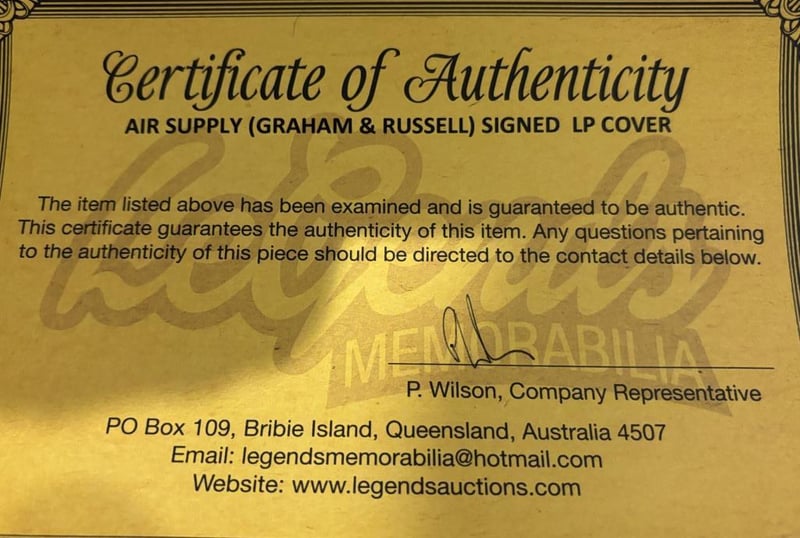 Certificate of Authenticity
AIR SUPPLY (GRAHAM & RUSSELL) SIGNED LP COVER
Legends
MEMORABILIA
The item listed above has been examined and is guaranteed to be authentic.
This certificate guarantees the authenticity of this item. Any questions pertaining
to the authenticity of this piece should be directed to the contact details below.
P. Wilson, Company Representative
PO Box 109, Bribie Island, Queensland, Australia 4507
Email: legendsmemorabilia@hotmail.com
Website: www.legendsauctions.com